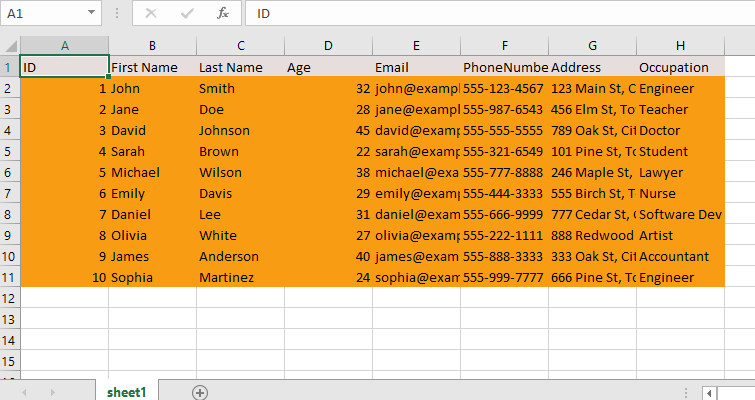 A1 fx ID
A B C D E F G H
1 ID First Name Last Name Age Email PhoneNumbe Address Occupation
2 1 John Smith 32 john@exampl 555-123-4567 123 Main St, C Engineer
3 2 Jane Doe 28 jane@exampl 555-987-6543 456 Elm St, To Teacher
4 3 David Johnson 45 david@exam 555-555-5555 789 Oak St, Cit Doctor
5 4 Sarah Brown 22 sarah@exam 555-321-6549 101 Pine St, To Student
6 5 Michael Wilson 38 michael@exa 555-777-8888 246 Maple St, Lawyer
7 6 Emily Davis 29 emily@exam 555-444-3333 555 Birch St, T Nurse
8 7 Daniel Lee 31 daniel@exam 555-666-9999 777 Cedar St, Software Dev
9 8 Olivia White 27 olivia@exam 555-222-1111 888 Redwood Artist
10 9 James Anderson 40 james@exam 555-888-3333 333 Oak St, Cit Accountant
11 10 Sophia Martinez 24 sophia@exam 555-999-7777 666 Pine St, To Engineer
12
13
14
15
sheet1